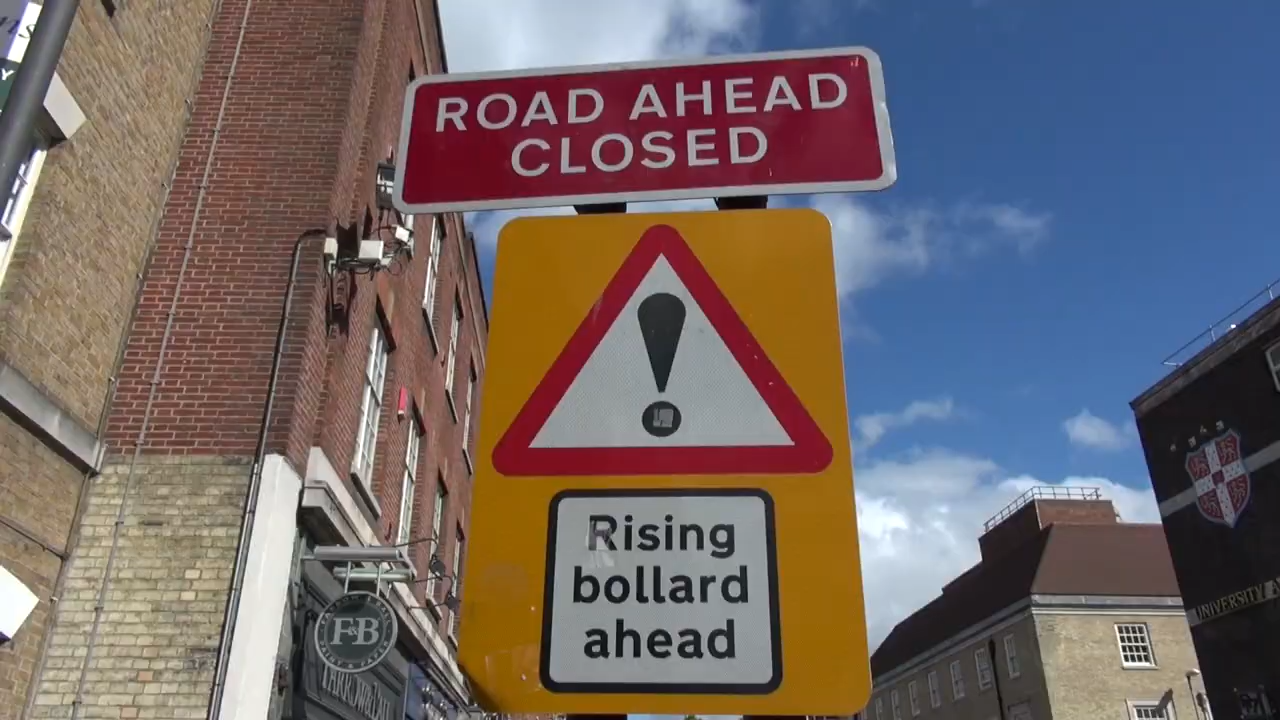 ROAD AHEAD
CLOSED
!
Rising
bollard
ahead
F&B
UNIVERSITY